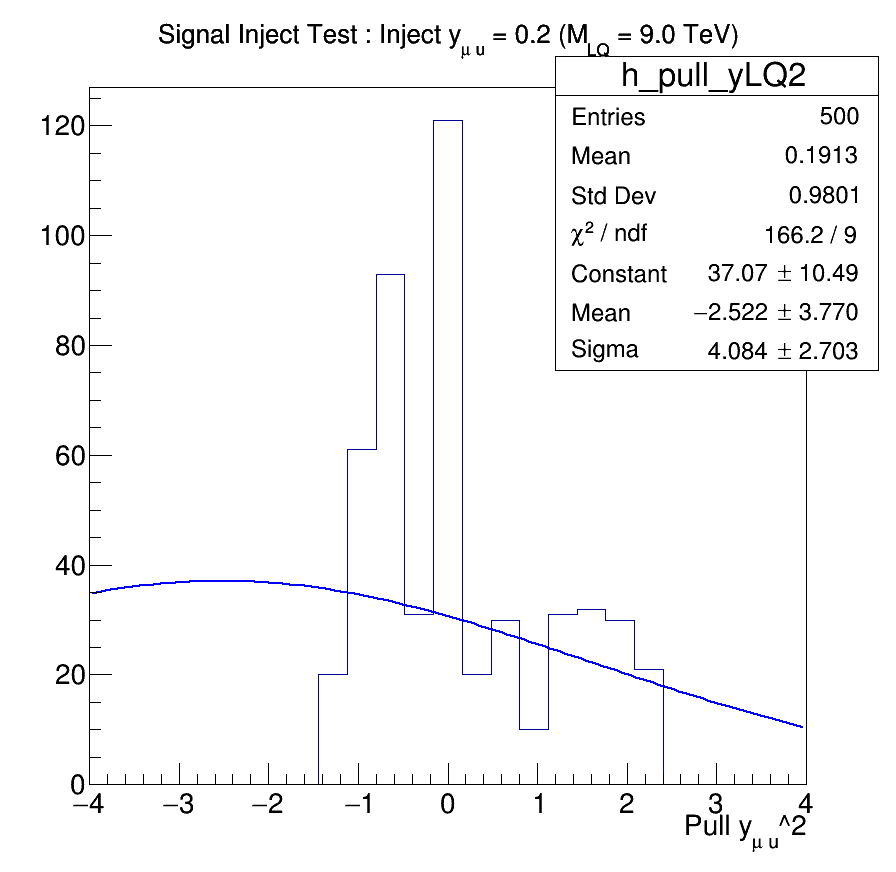 Signal Inject Test : Inject y_μ u = 0.2 (M_LQ = 9.0 TeV)
h_pull_yLQ2
Entries 500
Mean 0.1913
Std Dev 0.9801
χ² / ndf 166.2 / 9
Constant 37.07 ± 10.49
Mean −2.522 ± 3.770
Sigma 4.084 ± 2.703
120
100
80
60
40
20
0
−4 −3 −2 −1 0 1 2 3 4
Pull y_μ u^2